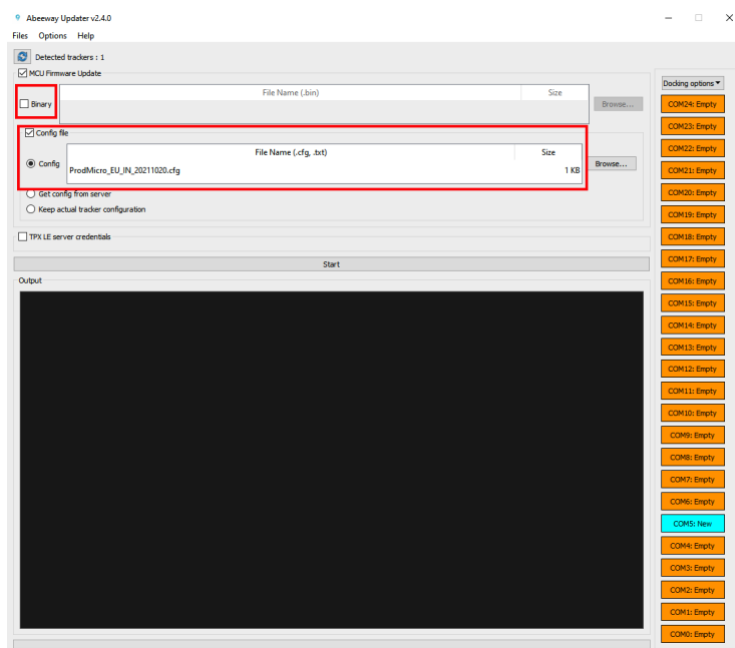 Abeeway Updater v2.4.0
Files Options Help
Detected trackers : 1
MCU Firmware Update
Binary
File Name (.bin) Size
Browse...
Config file
Config
File Name (.cfg, .txt) Size
ProdMicro_EU_IN_20211020.cfg 1 KB
Browse...
Get config from server
Keep actual tracker configuration
TPX LE server credentials
Start
Output
Docking options
COM24: Empty
COM23: Empty
COM22: Empty
COM21: Empty
COM20: Empty
COM19: Empty
COM18: Empty
COM17: Empty
COM16: Empty
COM15: Empty
COM14: Empty
COM13: Empty
COM12: Empty
COM11: Empty
COM10: Empty
COM9: Empty
COM8: Empty
COM7: Empty
COM6: Empty
COM5: New
COM4: Empty
COM3: Empty
COM2: Empty
COM1: Empty
COM0: Empty